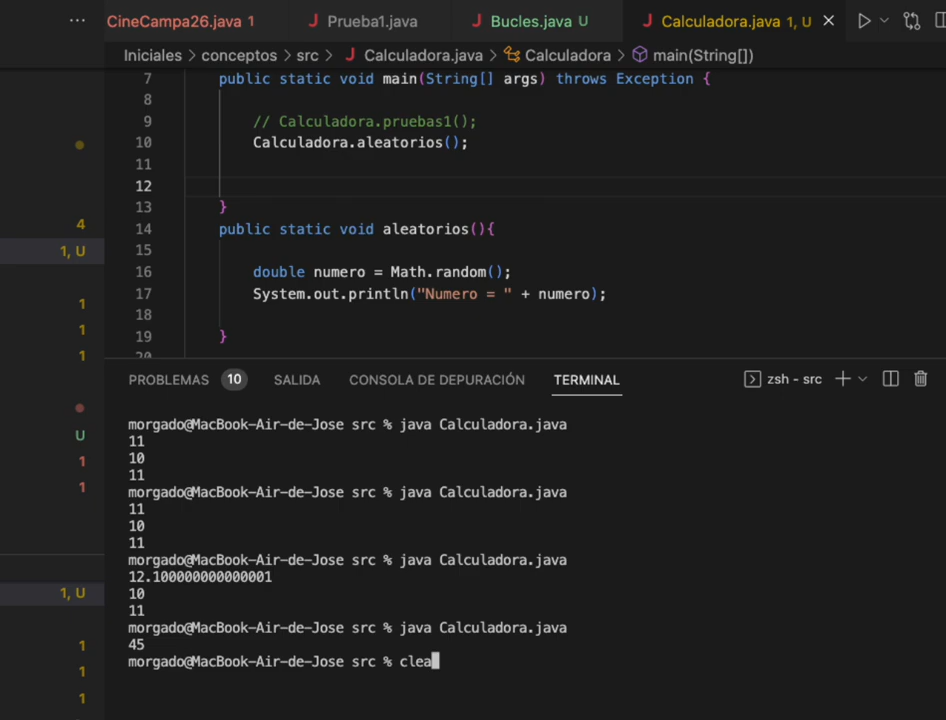 ··· CineCampa26.java 1 Prueba1.java Bucles.java U Calculadora.java 1, U
Iniciales > conceptos > src > Calculadora.java > Calculadora > main(String[])
7 public static void main(String[] args) throws Exception {
8
9 // Calculadora.pruebas1();
10 Calculadora.aleatorios();
11
12
13 }
14 public static void aleatorios(){
15
16 double numero = Math.random();
17 System.out.println("Numero = " + numero);
18
19 }
20
4
1, U
1
1
1
U
1
1
1, U
1
1
1
PROBLEMAS 10 SALIDA CONSOLA DE DEPURACIÓN TERMINAL zsh - src
morgado@MacBook-Air-de-Jose src % java Calculadora.java
11
10
11
morgado@MacBook-Air-de-Jose src % java Calculadora.java
11
10
11
morgado@MacBook-Air-de-Jose src % java Calculadora.java
12.100000000000001
10
11
morgado@MacBook-Air-de-Jose src % java Calculadora.java
45
morgado@MacBook-Air-de-Jose src % clea